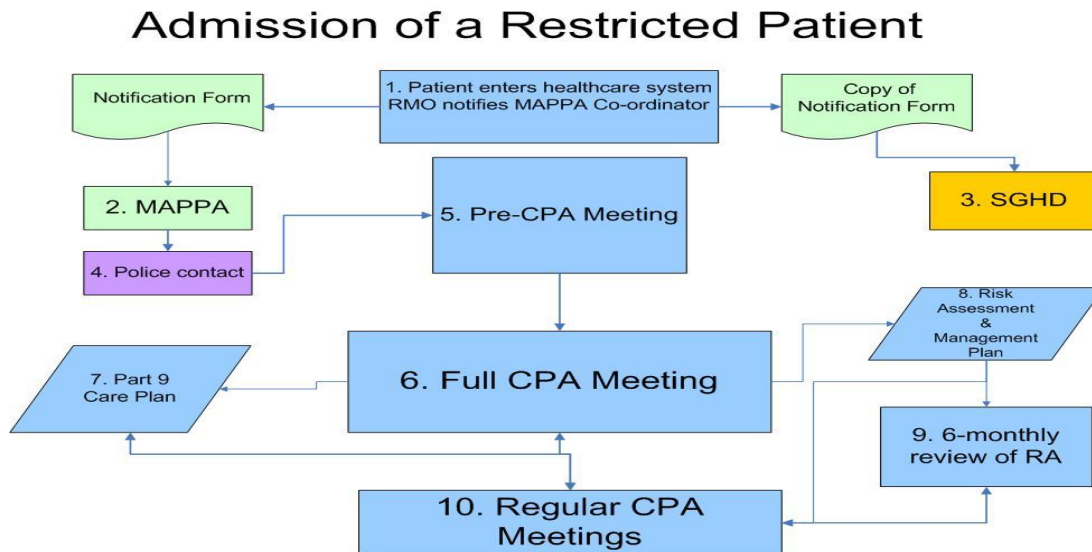 Admission of a Restricted Patient
Notification Form
1. Patient enters healthcare system
RMO notifies MAPPA Co-ordinator
Copy of
Notification Form
2. MAPPA
3. SGHD
4. Police contact
5. Pre-CPA Meeting
6. Full CPA Meeting
7. Part 9
Care Plan
8. Risk
Assessment
&
Management
Plan
9. 6-monthly
review of RA
10. Regular CPA
Meetings